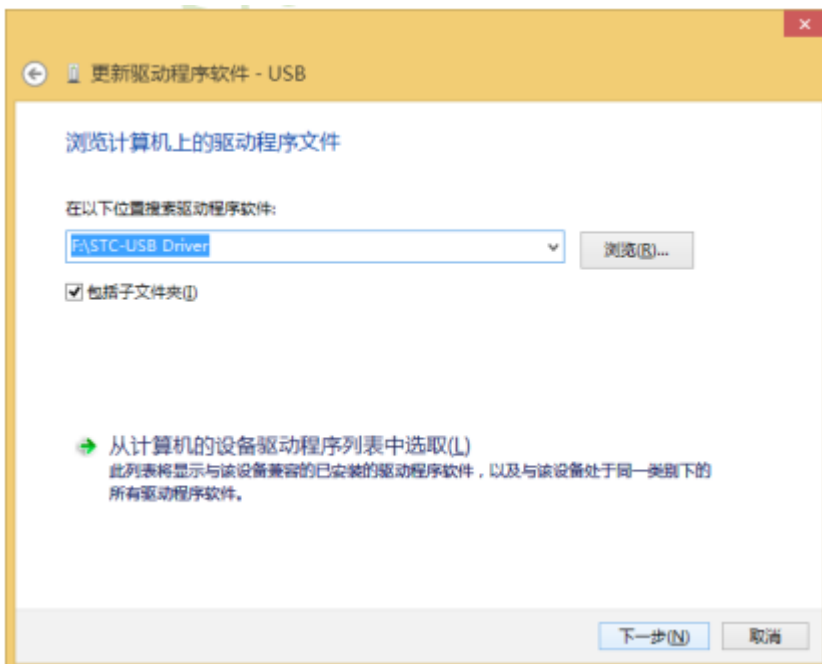 更新驱动程序软件 - USB
浏览计算机上的驱动程序文件
在以下位置搜索驱动程序软件:
F:\STC-USB Driver
浏览(R)...
包括子文件夹(I)
从计算机的设备驱动程序列表中选取(L)
此列表将显示与该设备兼容的已安装的驱动程序软件，以及与该设备处于同一类别下的
所有驱动程序软件。
下一步(N)
取消